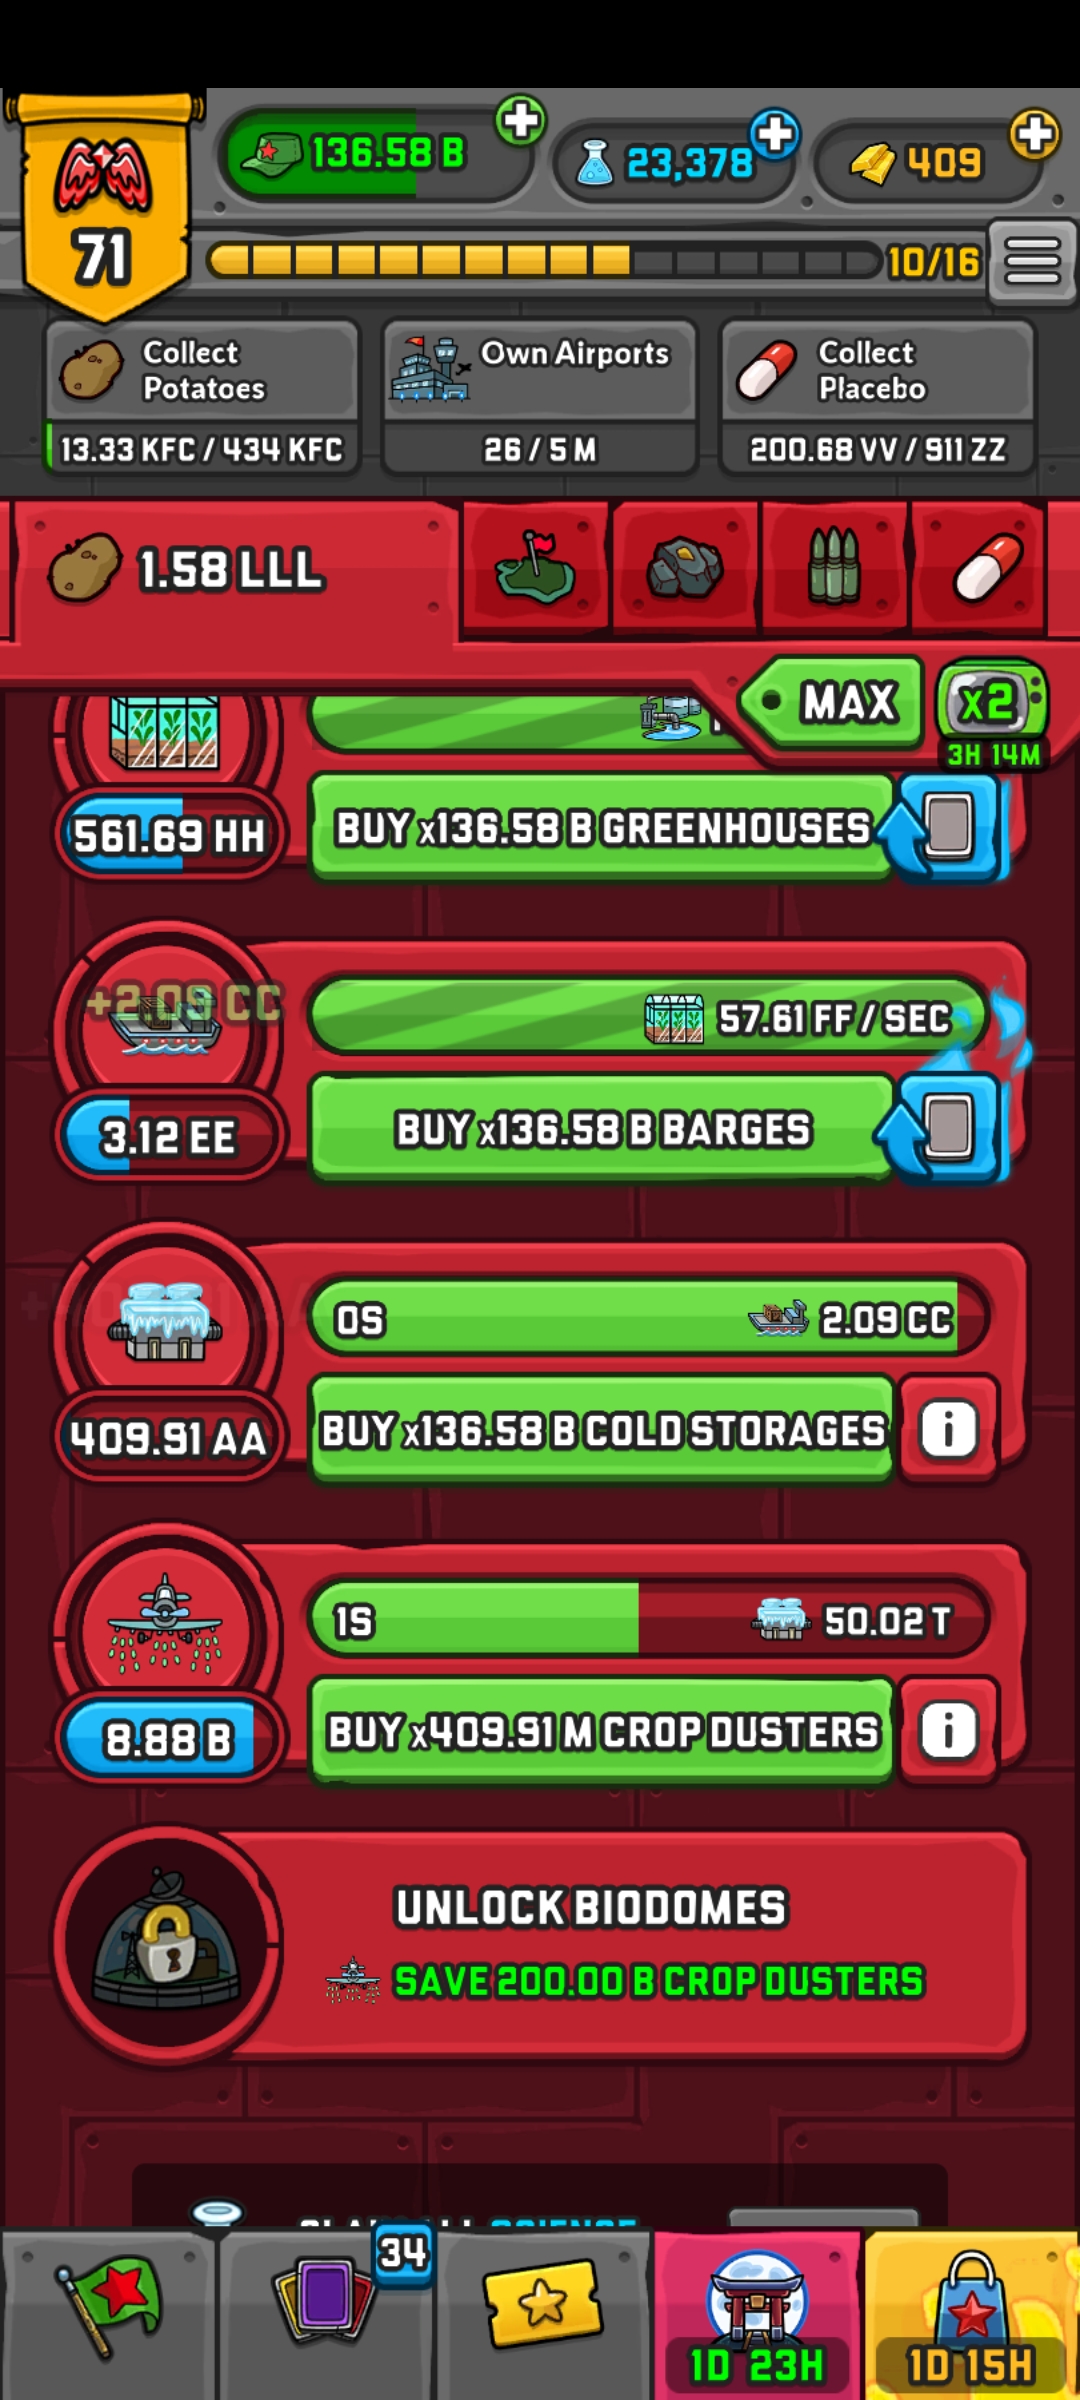 136.58 B
23,378
409
71
10/16
Collect
Potatoes
13.33 KFC / 434 KFC
Own Airports
26 / 5 M
Collect
Placebo
200.68 VV / 911 ZZ
1.58 LLL
MAX
x2
3H 14M
561.69 HH
BUY x136.58 B GREENHOUSES
+2.09 CC
57.61 FF / SEC
3.12 EE
BUY x136.58 B BARGES
0S
2.09 CC
409.91 AA
BUY x136.58 B COLD STORAGES
i
1S
50.02 T
8.88 B
BUY x409.91 M CROP DUSTERS
i
UNLOCK BIODOMES
SAVE 200.00 B CROP DUSTERS
34
1D 23H
1D 15H